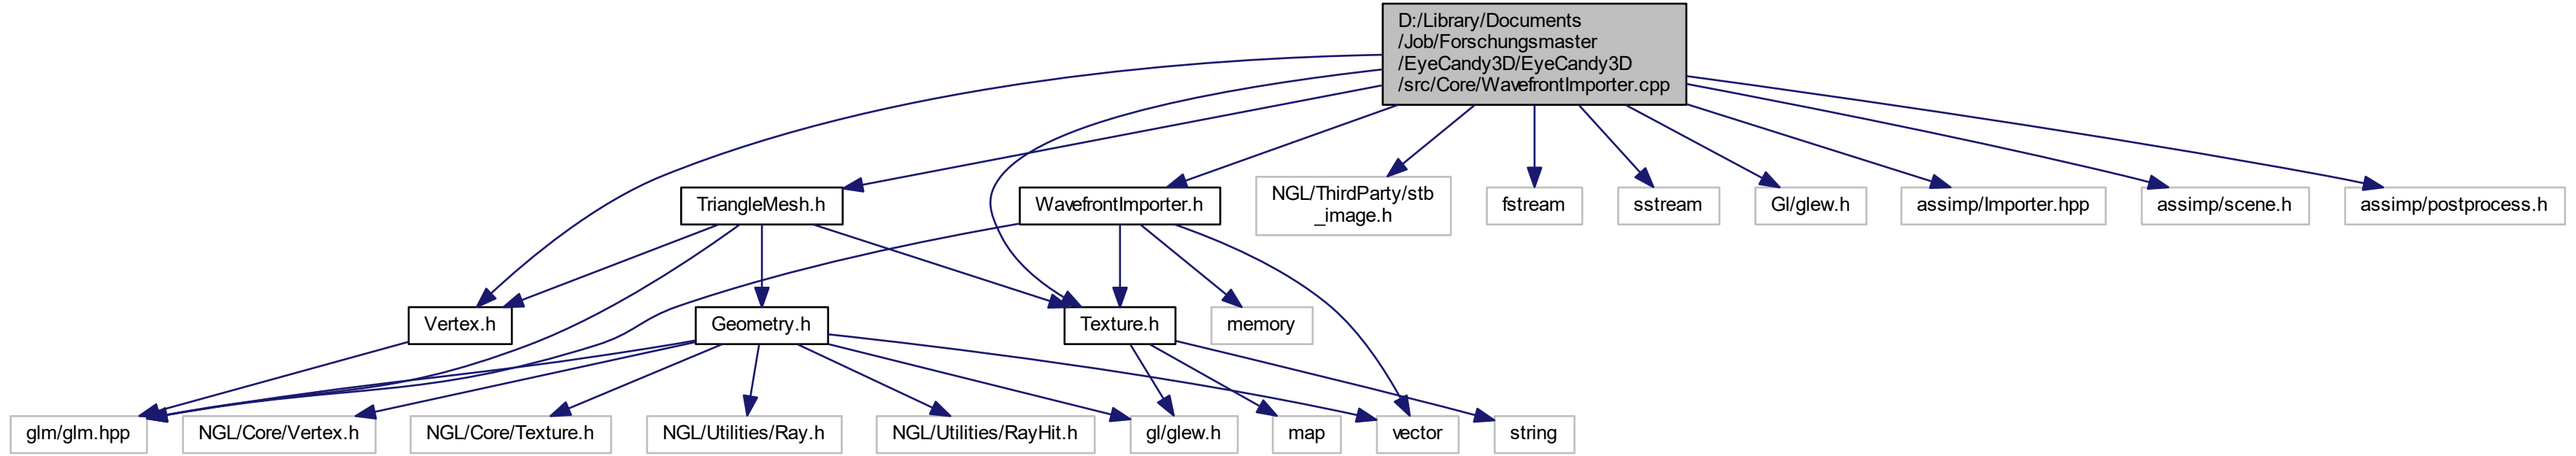 D:/Library/Documents
/Job/Forschungsmaster
/EyeCandy3D/EyeCandy3D
/src/Core/WavefrontImporter.cpp
TriangleMesh.h
WavefrontImporter.h
NGL/ThirdParty/stb
_image.h
fstream
sstream
Gl/glew.h
assimp/Importer.hpp
assimp/scene.h
assimp/postprocess.h
Vertex.h
Geometry.h
Texture.h
memory
glm/glm.hpp
NGL/Core/Vertex.h
NGL/Core/Texture.h
NGL/Utilities/Ray.h
NGL/Utilities/RayHit.h
gl/glew.h
map
vector
string